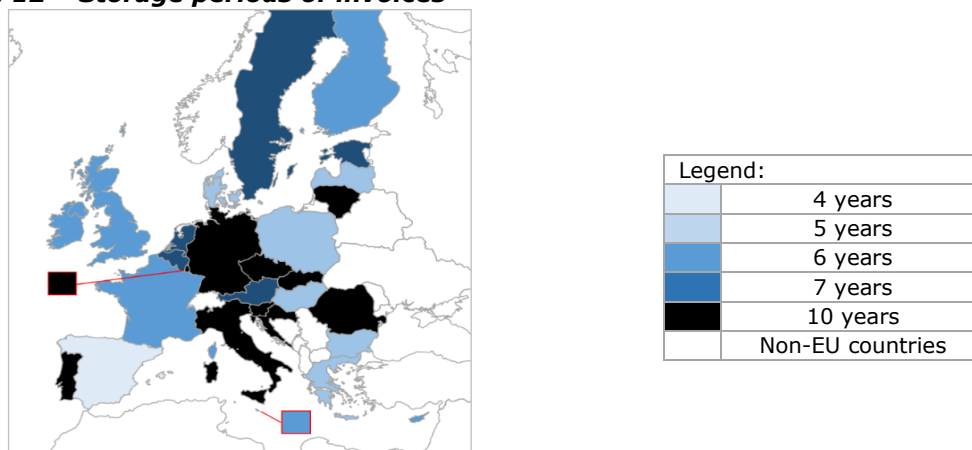 Storage periods of invoices
Legend:
4 years
5 years
6 years
7 years
10 years
Non-EU countries